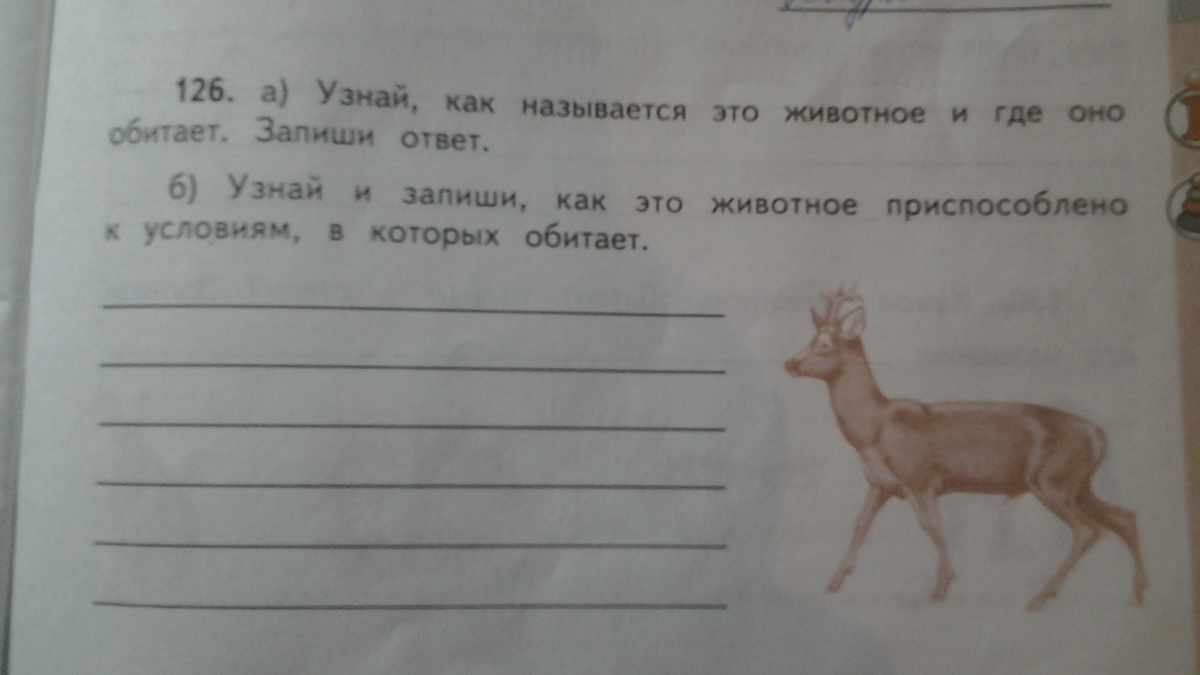 126. а) Узнай, как называется это животное и где оно
обитает. Запиши ответ.
б) Узнай и запиши, как это животное приспособлено
к условиям, в которых обитает.